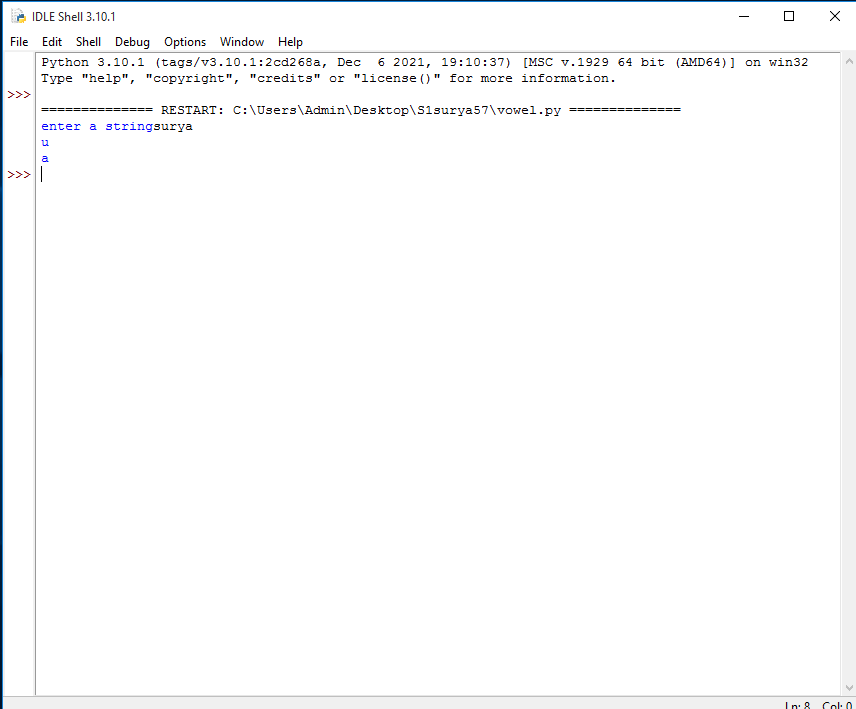 IDLE Shell 3.10.1
File Edit Shell Debug Options Window Help
Python 3.10.1 (tags/v3.10.1:2cd268a, Dec  6 2021, 19:10:37) [MSC v.1929 64 bit (AMD64)] on win32
Type "help", "copyright", "credits" or "license()" for more information.
>>>
============== RESTART: C:\Users\Admin\Desktop\S1surya57\vowel.py ==============
enter a stringsurya
u
a
>>>
Ln: 8 Col: 0